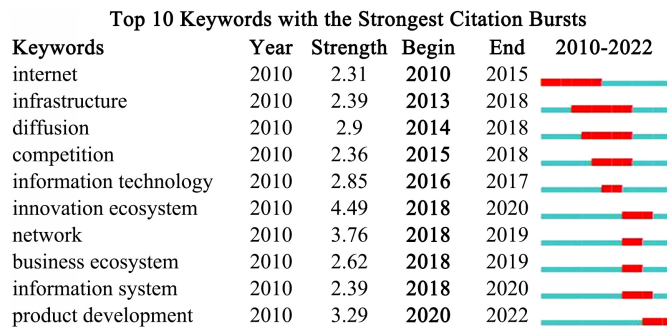 Top 10 Keywords with the Strongest Citation Bursts
Keywords Year Strength Begin End 2010-2022
internet 2010 2.31 2010 2015
infrastructure 2010 2.39 2013 2018
diffusion 2010 2.9 2014 2018
competition 2010 2.36 2015 2018
information technology 2010 2.85 2016 2017
innovation ecosystem 2010 4.49 2018 2020
network 2010 3.76 2018 2019
business ecosystem 2010 2.62 2018 2019
information system 2010 2.39 2018 2020
product development 2010 3.29 2020 2022